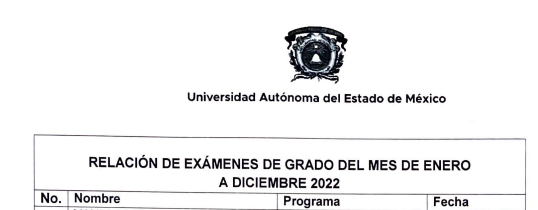 Universidad Autónoma del Estado de México
RELACIÓN DE EXÁMENES DE GRADO DEL MES DE ENERO
A DICIEMBRE 2022
No. Nombre Programa Fecha